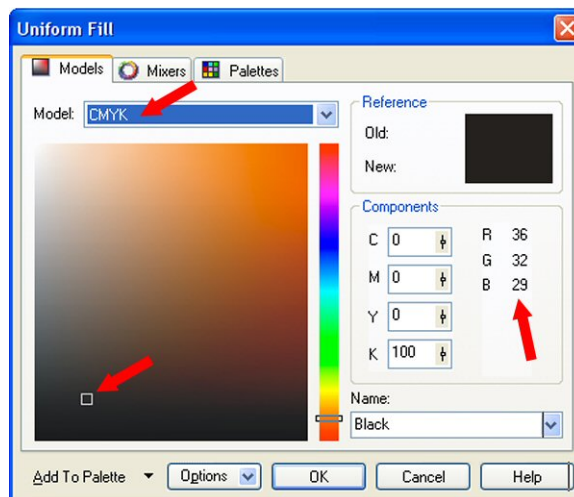 Uniform Fill
Models Mixers Palettes
Model: CMYK
Reference
Old:
New:
Components
C 0 R 36
G 32
M 0 B 29
Y 0
K 100
Name:
Black
Add To Palette Options OK Cancel Help